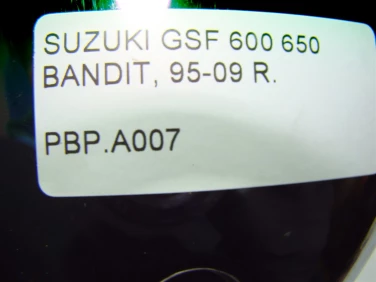 SUZUKI GSF 600 650
BANDIT, 95-09 R.
PBP.A007